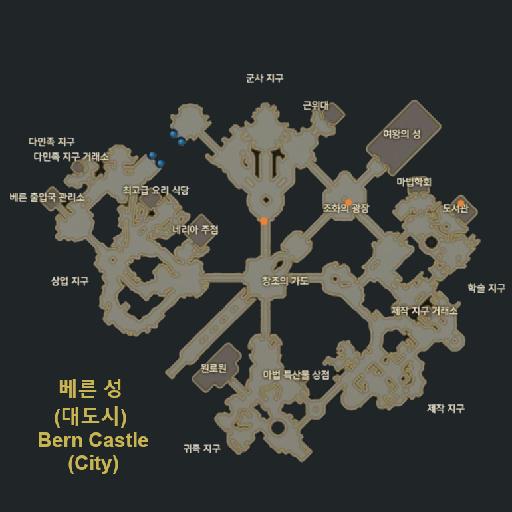 군사 지구
근위대
여왕의 성
다민족 지구
다민족 지구 거래소
마법학회
최고급 요리 식당
베른 출입국 관리소
조화의 광장
도서관
네리아 주점
상업 지구
창조의 가도
학술 지구
제작 지구 거래소
원로원
마법 특산물 상점
제작 지구
귀족 지구
베른 성
(대도시)
Bern Castle
(City)